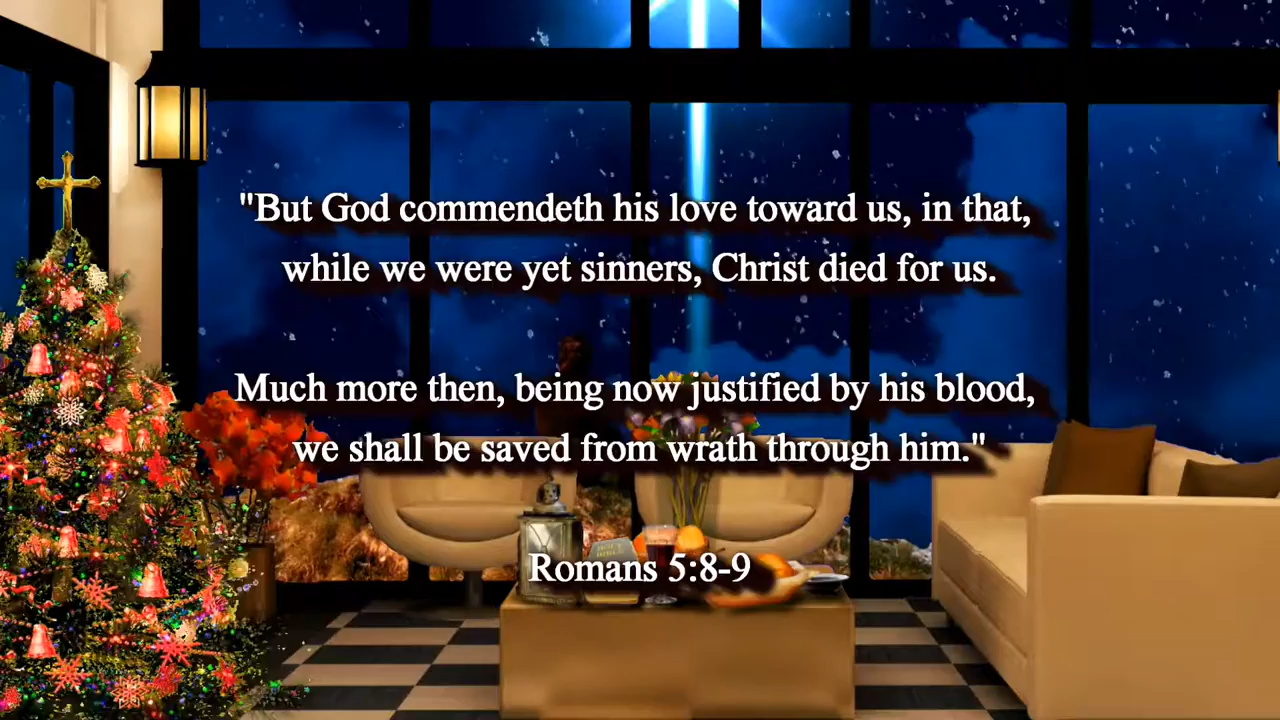 "But God commendeth his love toward us, in that,
while we were yet sinners, Christ died for us.
Much more then, being now justified by his blood,
we shall be saved from wrath through him."
Romans 5:8-9